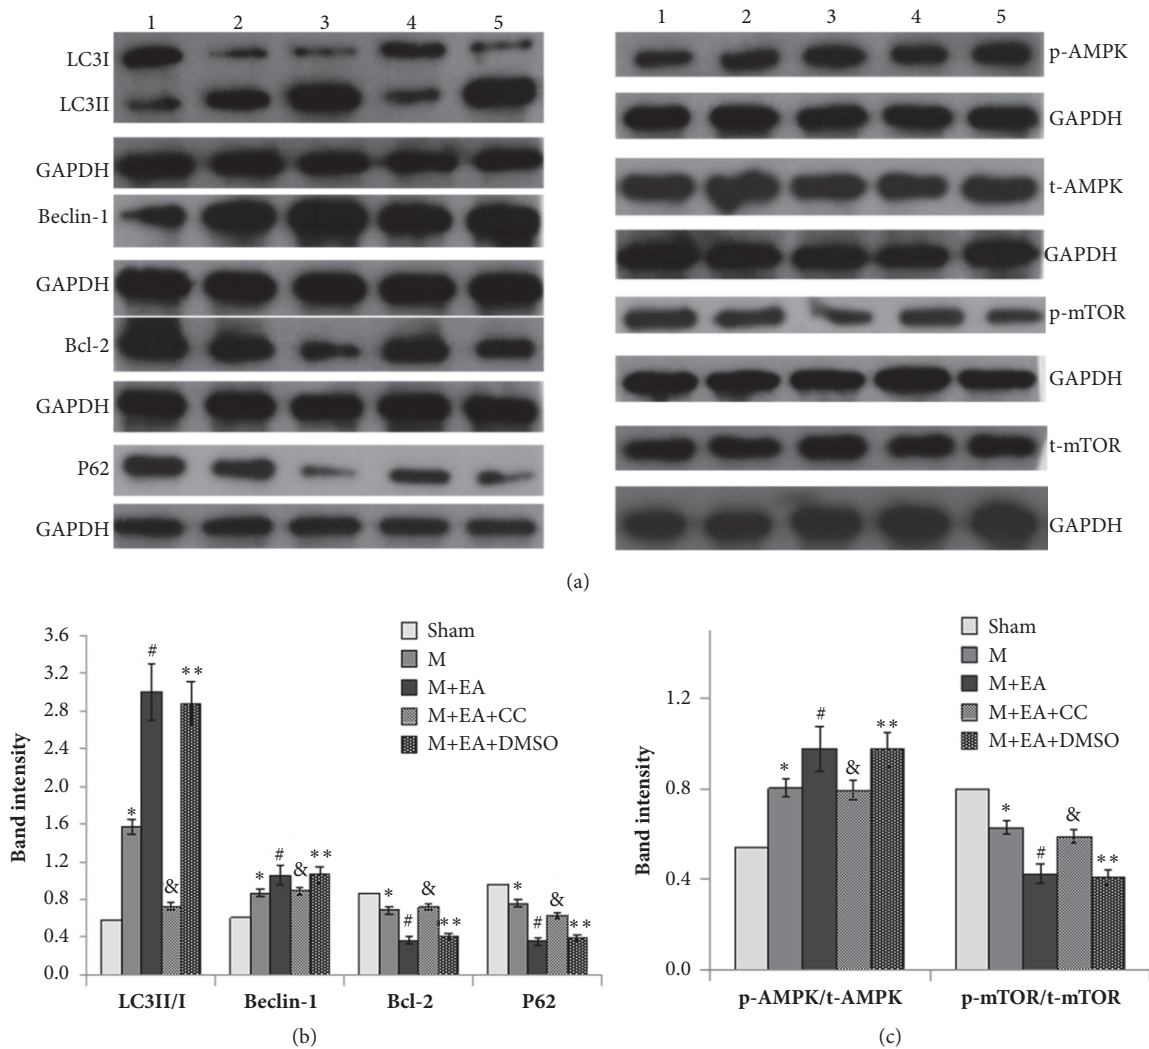 1 2 3 4 5
LC3I
LC3II
GAPDH
Beclin-1
GAPDH
Bcl-2
GAPDH
P62
GAPDH
1 2 3 4 5
p-AMPK
GAPDH
t-AMPK
GAPDH
p-mTOR
GAPDH
t-mTOR
GAPDH
(a)
Band intensity
3.6
3.2
2.8
2.4
2.0
1.6
1.2
0.8
0.4
0.0
Sham
M
M+EA
M+EA+CC
M+EA+DMSO
* # & **
* # & **
* # & **
* # & **
LC3II/I Beclin-1 Bcl-2 P62
(b)
Band intensity
1.2
0.8
0.4
0.0
Sham
M
M+EA
M+EA+CC
M+EA+DMSO
* # & **
* # & **
p-AMPK/t-AMPK p-mTOR/t-mTOR
(c)